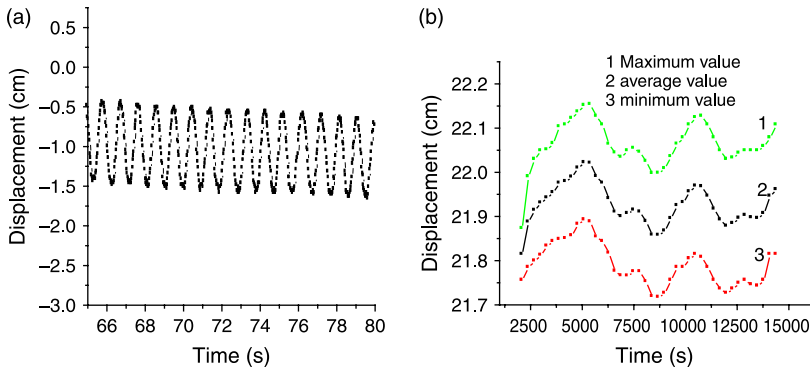 (a)
0.5
0.0
−0.5
−1.0
−1.5
−2.0
−2.5
−3.0
Displacement (cm)
66 68 70 72 74 76 78 80
Time (s)
(b)
22.2
22.1
22.0
21.9
21.8
21.7
Displacement (cm)
1 Maximum value
2 average value
3 minimum value
1
2
3
2500 5000 7500 10000 12500 15000
Time (s)